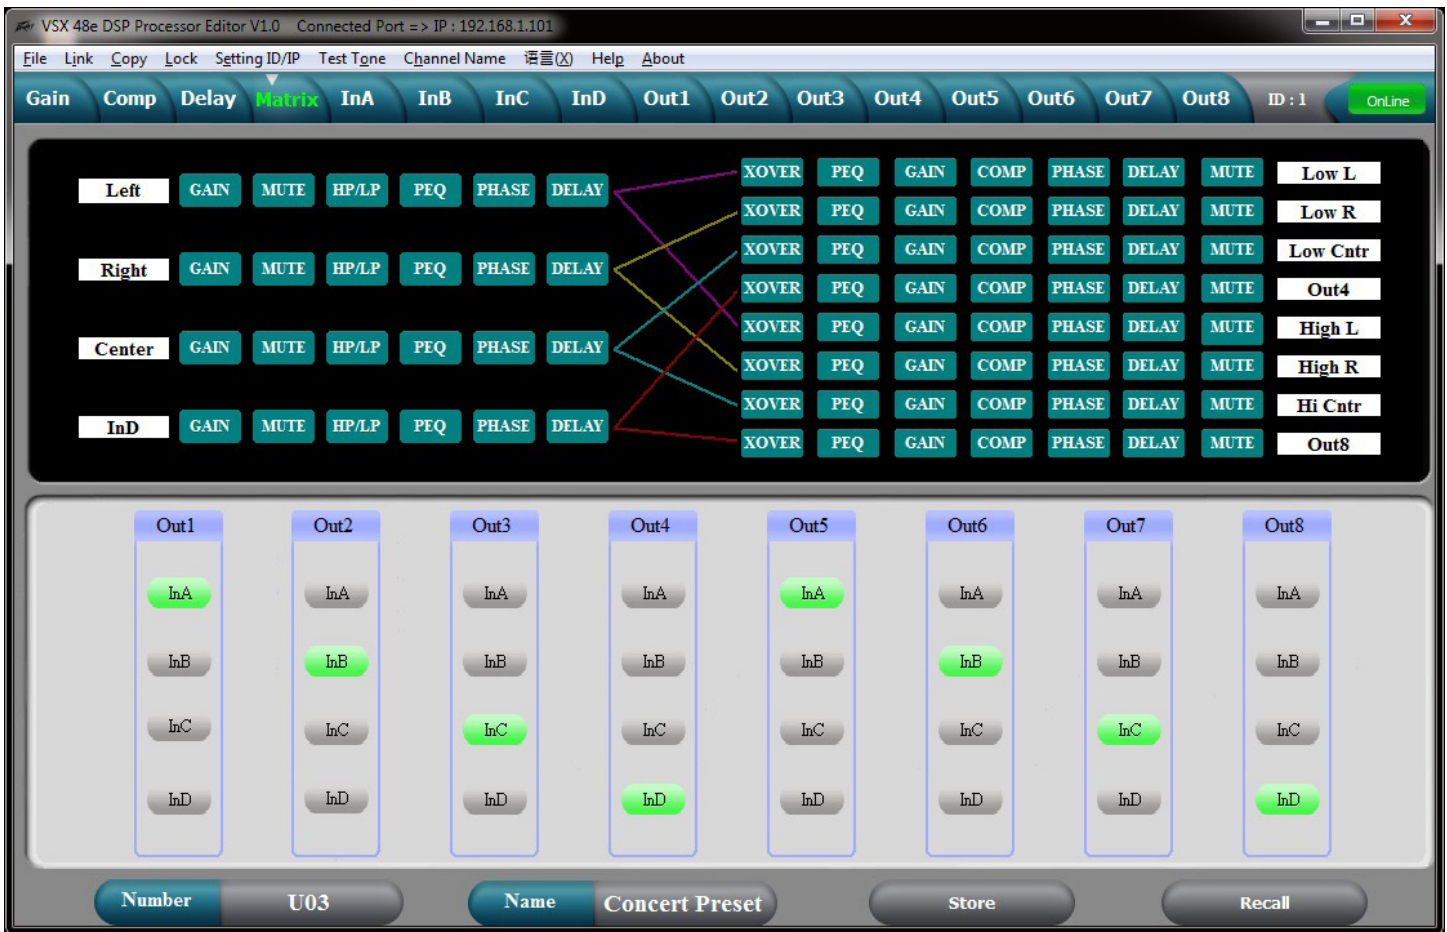 VSX 48e DSP Processor Editor V1.0 Connected Port => IP : 192.168.1.101
File Link Copy Lock Setting ID/IP Test Tone Channel Name 语言(X) Help About
Gain Comp Delay Matrix InA InB InC InD Out1 Out2 Out3 Out4 Out5 Out6 Out7 Out8 ID : 1 OnLine
Left GAIN MUTE HP/LP PEQ PHASE DELAY
Right GAIN MUTE HP/LP PEQ PHASE DELAY
Center GAIN MUTE HP/LP PEQ PHASE DELAY
InD GAIN MUTE HP/LP PEQ PHASE DELAY
XOVER PEQ GAIN COMP PHASE DELAY MUTE Low L
XOVER PEQ GAIN COMP PHASE DELAY MUTE Low R
XOVER PEQ GAIN COMP PHASE DELAY MUTE Low Cntr
XOVER PEQ GAIN COMP PHASE DELAY MUTE Out4
XOVER PEQ GAIN COMP PHASE DELAY MUTE High L
XOVER PEQ GAIN COMP PHASE DELAY MUTE High R
XOVER PEQ GAIN COMP PHASE DELAY MUTE Hi Cntr
XOVER PEQ GAIN COMP PHASE DELAY MUTE Out8
Out1 Out2 Out3 Out4 Out5 Out6 Out7 Out8
InA InA InA InA InA InA InA InA
InB InB InB InB InB InB InB InB
InC InC InC InC InC InC InC InC
InD InD InD InD InD InD InD InD
Number U03 Name Concert Preset Store Recall